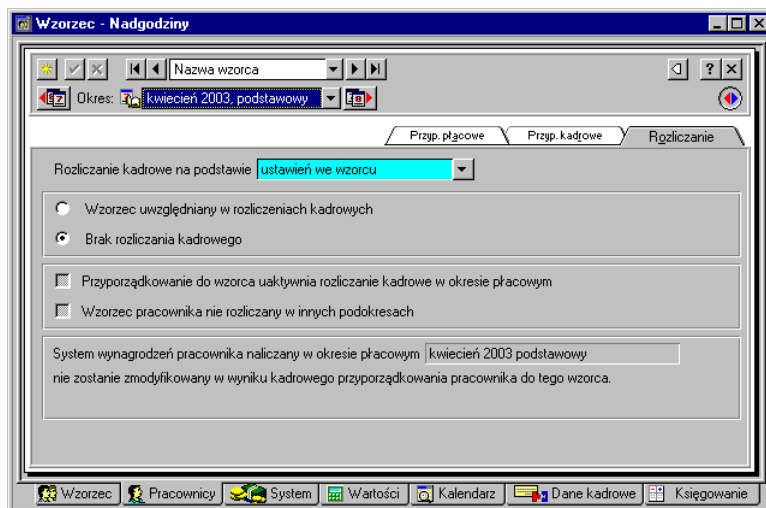 Wzorzec - Nadgodziny
Nazwa wzorca
Okres: kwiecień 2003, podstawowy
Przyp. płacowe Przyp. kadrowe Rozliczanie
Rozliczanie kadrowe na podstawie ustawień we wzorcu
Wzorzec uwzględniany w rozliczeniach kadrowych
Brak rozliczania kadrowego
Przyporządkowanie do wzorca uaktywnia rozliczanie kadrowe w okresie płacowym
Wzorzec pracownika nie rozliczany w innych podokresach
System wynagrodzeń pracownika naliczany w okresie płacowym kwiecień 2003 podstawowy
nie zostanie zmodyfikowany w wyniku kadrowego przyporządkowania pracownika do tego wzorca.
Wzorzec Pracownicy System Wartości Kalendarz Dane kadrowe Księgowanie